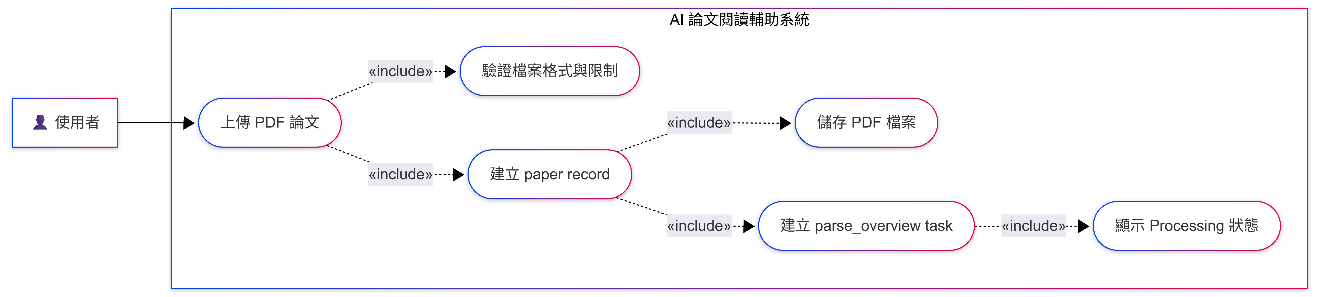 AI 論文閱讀輔助系統
使用者
上傳 PDF 論文
«include»
驗證檔案格式與限制
«include»
建立 paper record
«include»
儲存 PDF 檔案
«include»
建立 parse_overview task
«include»
顯示 Processing 狀態